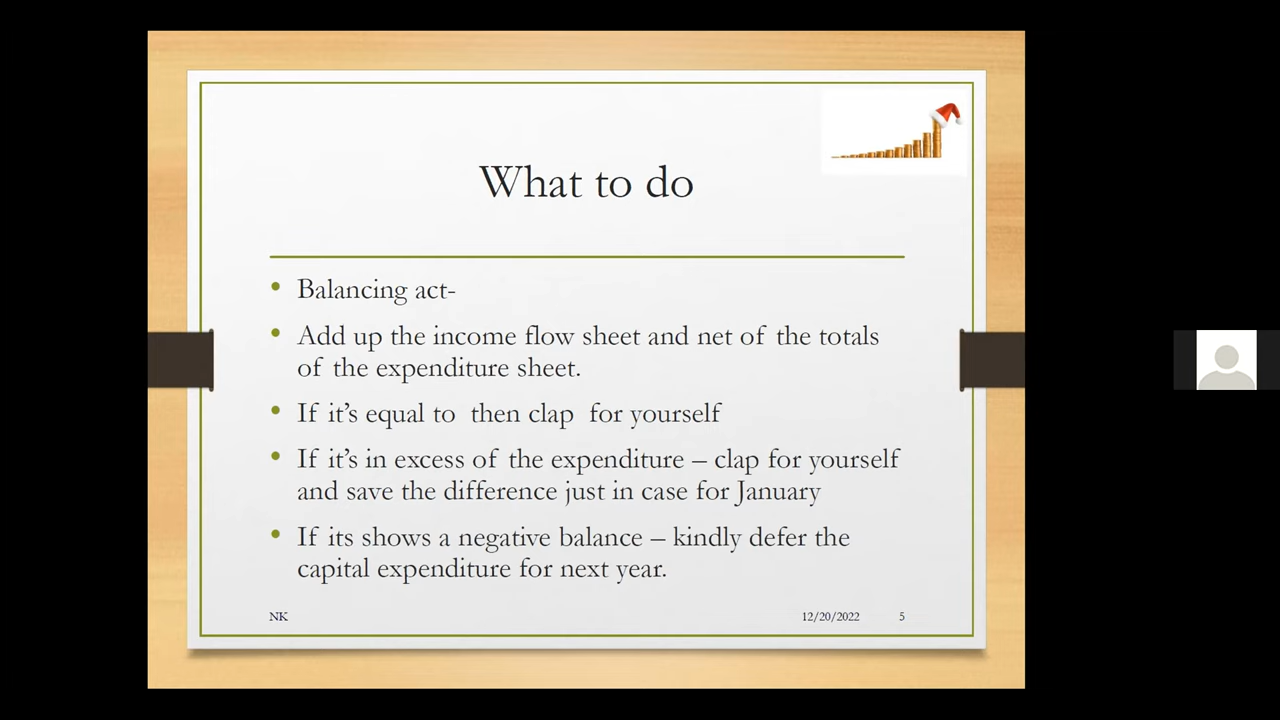 What to do
Balancing act-
Add up the income flow sheet and net of the totals
of the expenditure sheet.
If it’s equal to then clap for yourself
If it’s in excess of the expenditure – clap for yourself
and save the difference just in case for January
If its shows a negative balance – kindly defer the
capital expenditure for next year.
NK 12/20/2022 5